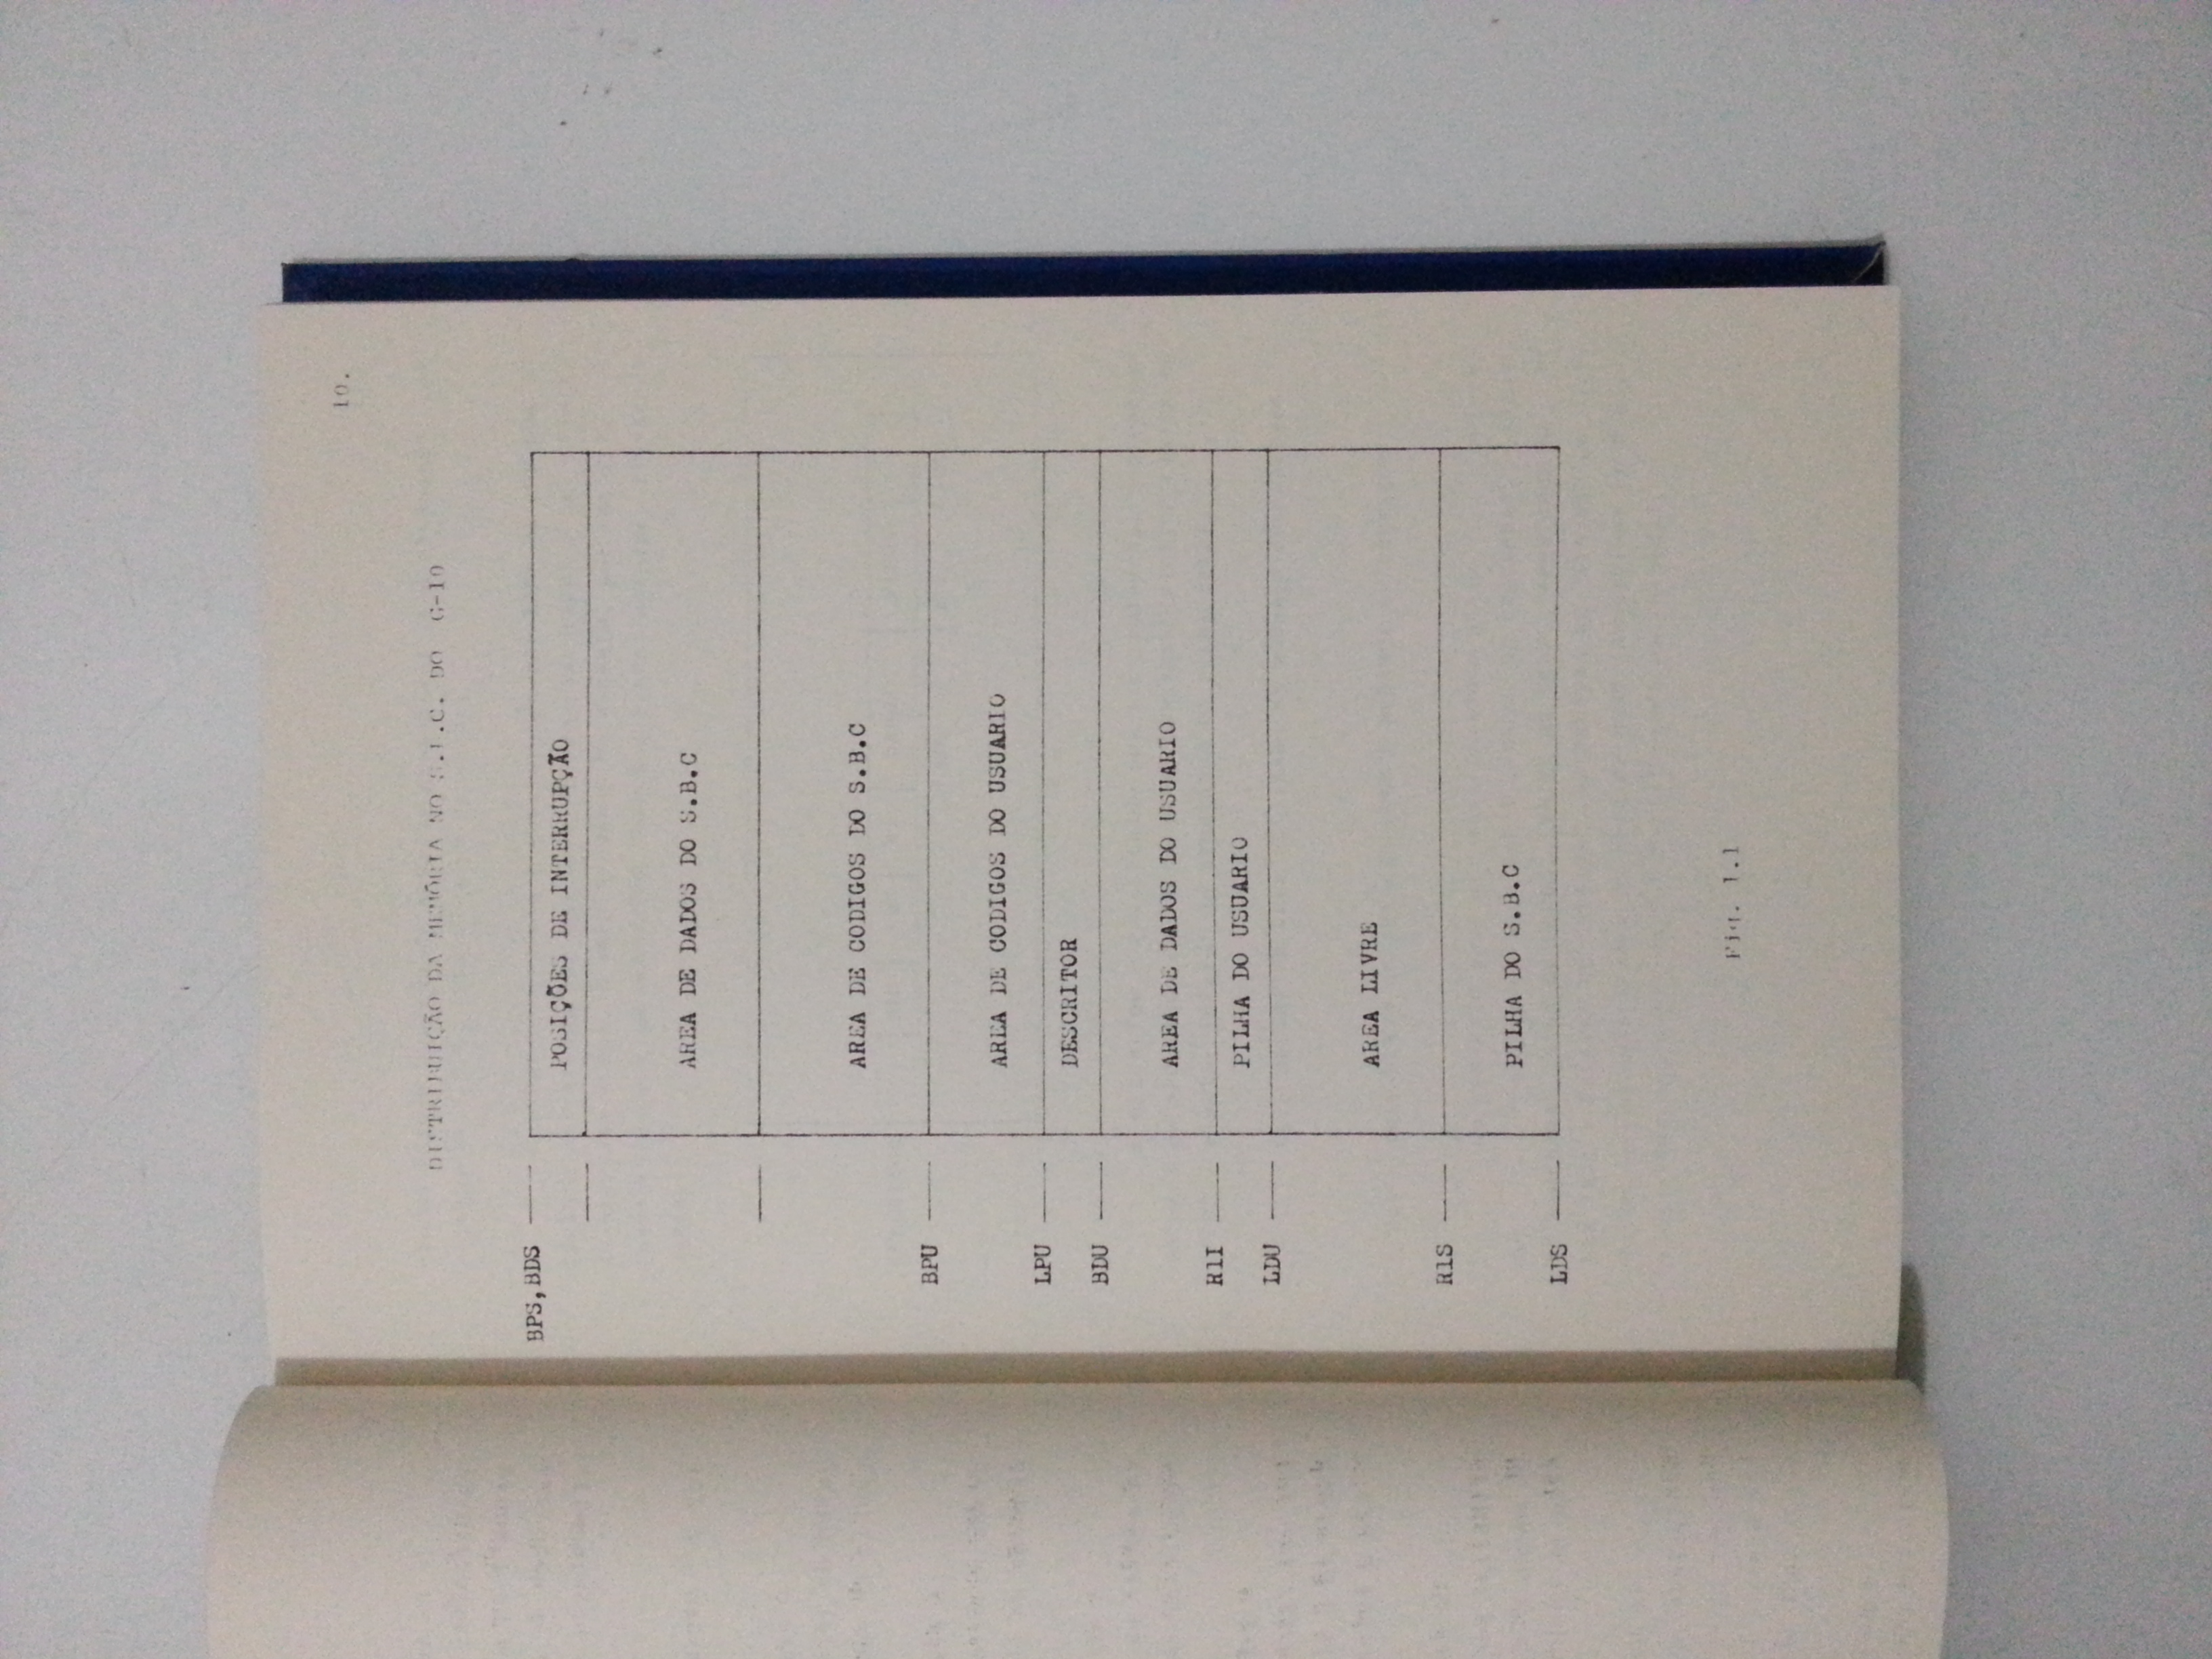 10.
DISTRIBUIÇÃO DA MEMÓRIA NO DO G-10
BPS,BDS
POSIÇÕES DE INTERRUPÇÃO
AREA DE DADOS DO S.B.C
AREA DE CODIGOS DO S.B.C
BPU
AREA DE CODIGOS DO USUARIO
LPU
DESCRITOR
BDU
AREA DE DADOS DO USUARIO
R1I
PILHA DO USUARIO
LDU
AREA LIVRE
R1S
PILHA DO S.B.C
LDS
Fig. 1.1